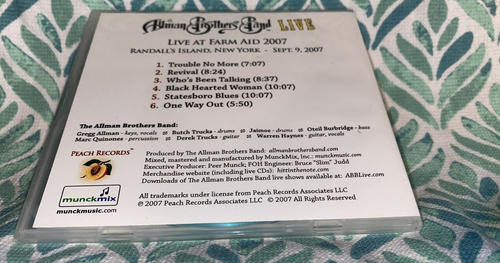 The Allman Brothers Band LIVE
LIVE AT FARM AID 2007
RANDALL'S ISLAND, NEW YORK - SEPT. 9, 2007
1. Trouble No More (7:07)
2. Revival (8:24)
3. Who's Been Talking (8:37)
4. Black Hearted Woman (10:07)
5. Statesboro Blues (10:07)
6. One Way Out (5:50)
The Allman Brothers Band:
Gregg Allman - keys, vocals Butch Trucks - drums Jaimoe - drums Oteil Burbridge - bass
Marc Quinones - percussion Derek Trucks - guitar Warren Haynes - guitar, vocals
PEACH RECORDS™
Produced by The Allman Brothers Band: allmanbrothersband.com
Mixed, mastered and manufactured by MunckMix, Inc.: munckmusic.com
Executive Producer: Peer Munck; FOH Engineer: Bruce "Slim" Judd
Merchandise website (including live CDs): hittinthenote.com
Downloads of The Allman Brothers Band live shows available at: ABBLive.com
munckmix
munckmusic.com
All trademarks under license from Peach Records Associates LLC
℗ 2007 Peach Records Associates LLC © 2007 All Rights Reserved